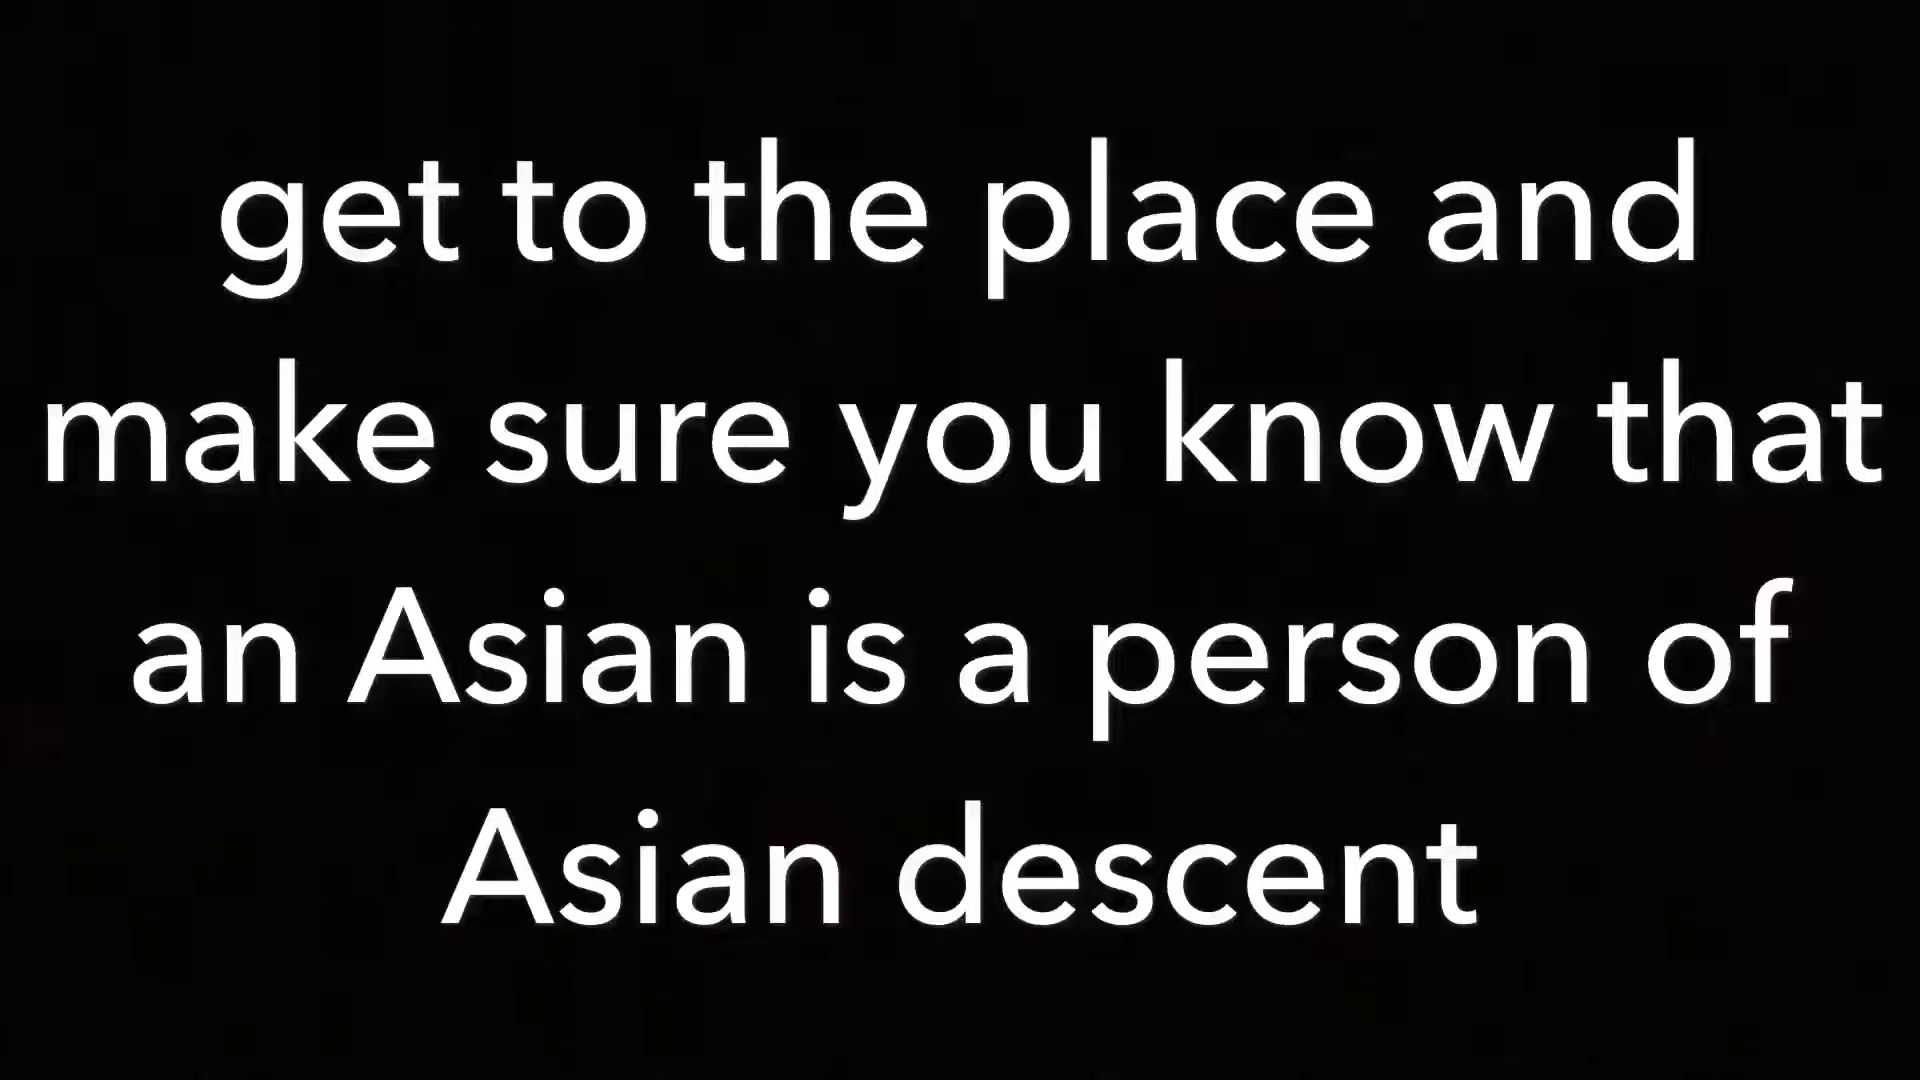 get to the place and
make sure you know that
an Asian is a person of
Asian descent